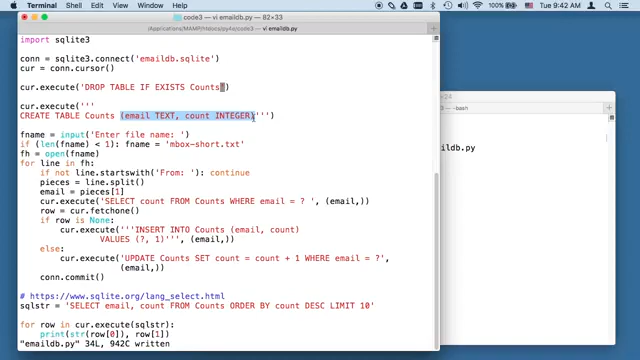 Terminal Shell Edit View Window Help
Tue 9:42 AM
code3 — vi emaildb.py — 82×33
/Applications/MAMP/htdocs/py4e/code3 — vi emaildb.py
import sqlite3
conn = sqlite3.connect('emaildb.sqlite')
cur = conn.cursor()
cur.execute('DROP TABLE IF EXISTS Counts')
cur.execute('''
CREATE TABLE Counts (email TEXT, count INTEGER)''')
fname = input('Enter file name: ')
if (len(fname) < 1): fname = 'mbox-short.txt'
fh = open(fname)
for line in fh:
    if not line.startswith('From: '): continue
    pieces = line.split()
    email = pieces[1]
    cur.execute('SELECT count FROM Counts WHERE email = ? ', (email,))
    row = cur.fetchone()
    if row is None:
        cur.execute('''INSERT INTO Counts (email, count)
                VALUES (?, 1)''', (email,))
    else:
        cur.execute('UPDATE Counts SET count = count + 1 WHERE email = ?',
                    (email,))
    conn.commit()
# https://www.sqlite.org/lang_select.html
sqlstr = 'SELECT email, count FROM Counts ORDER BY count DESC LIMIT 10'
for row in cur.execute(sqlstr):
    print(str(row[0]), row[1])
"emaildb.py" 34L, 942C written
24
3 — -bash
aildb.py